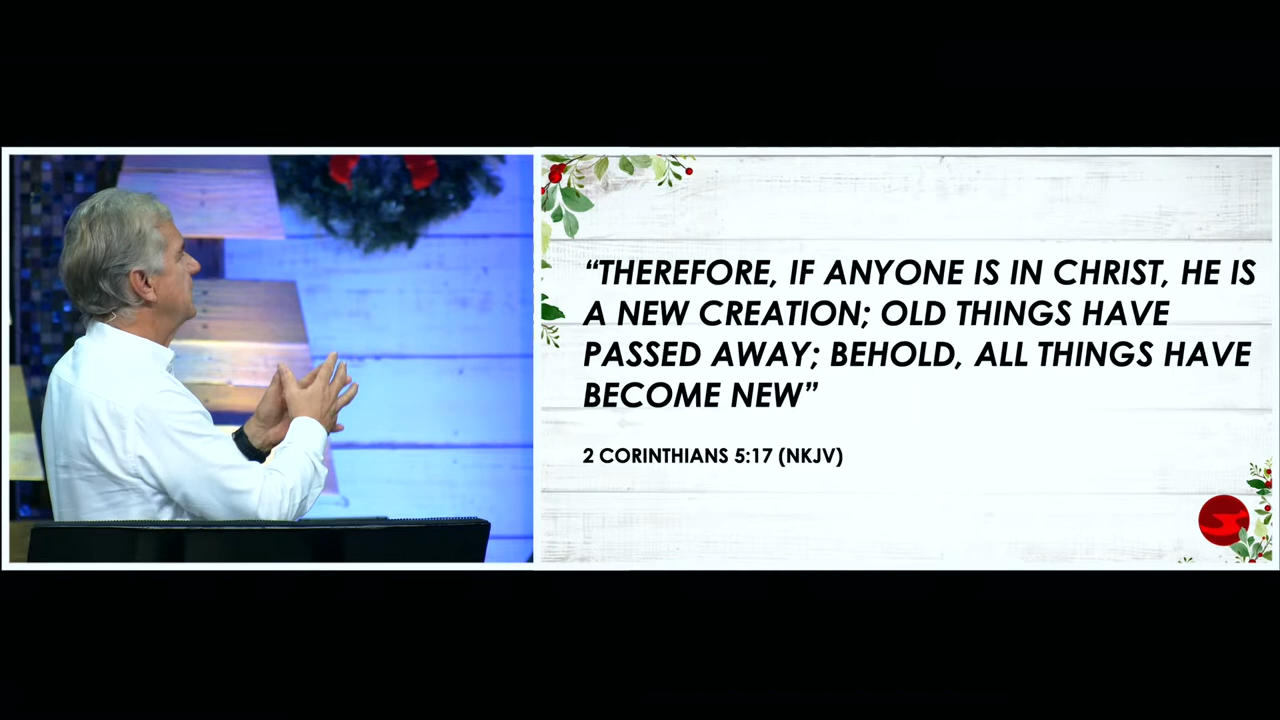 “THEREFORE, IF ANYONE IS IN CHRIST, HE IS
A NEW CREATION; OLD THINGS HAVE
PASSED AWAY; BEHOLD, ALL THINGS HAVE
BECOME NEW”
2 CORINTHIANS 5:17 (NKJV)